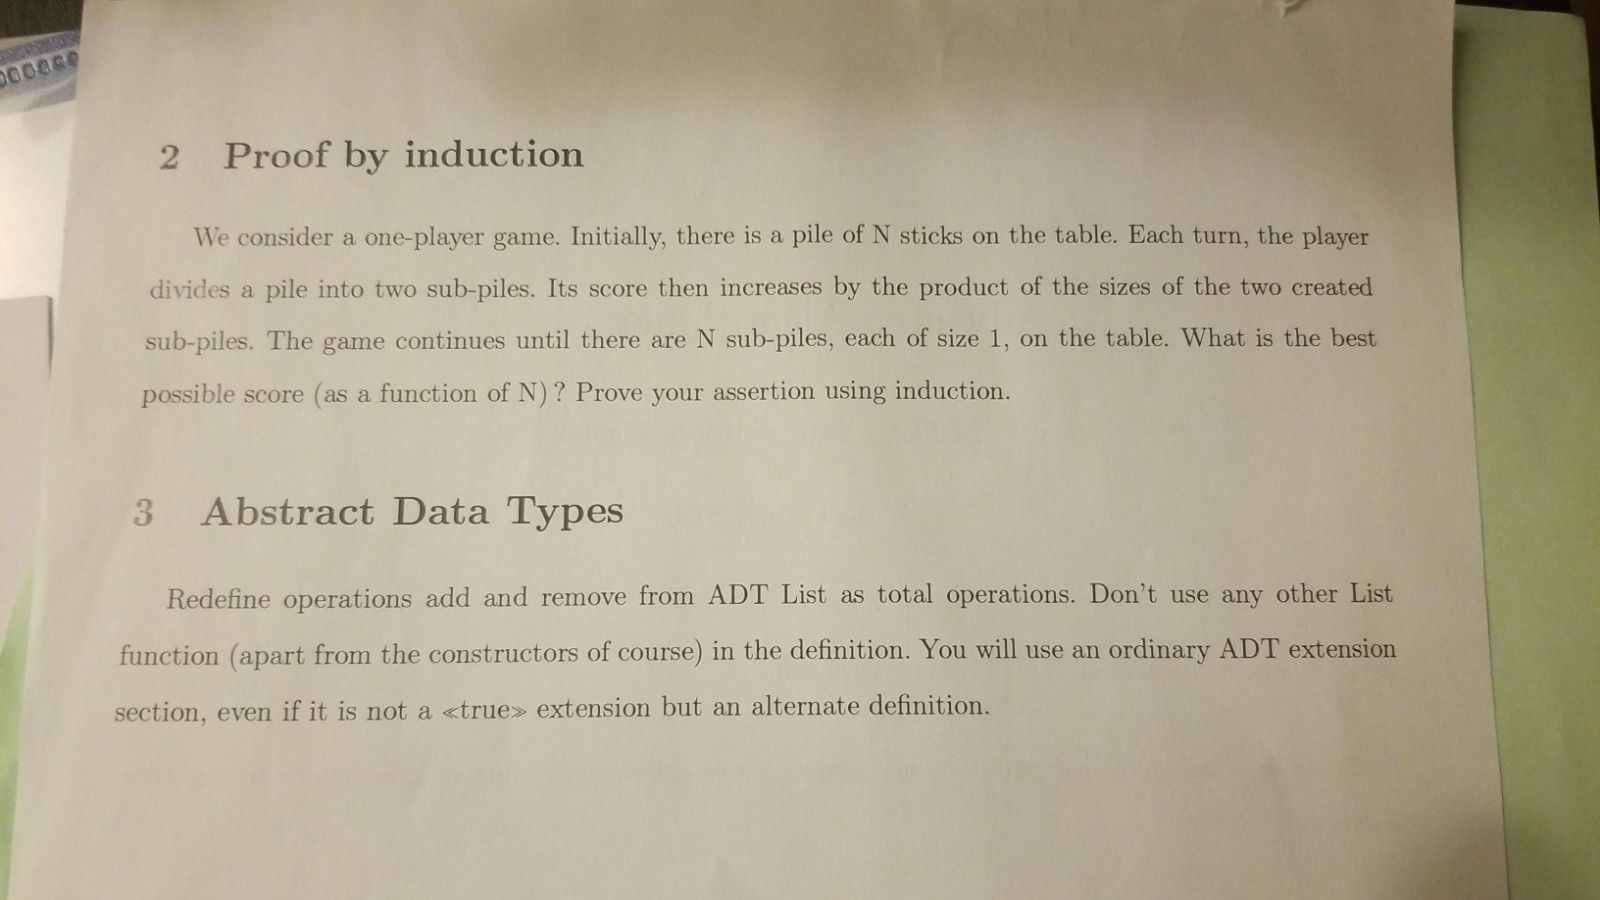 2 Proof by induction
We consider a one-player game. Initially, there is a pile of N sticks on the table. Each turn, the player
divides a pile into two sub-piles. Its score then increases by the product of the sizes of the two created
sub-piles. The game continues until there are N sub-piles, each of size 1, on the table. What is the best
possible score (as a function of N) ? Prove your assertion using induction.
3 Abstract Data Types
Redefine operations add and remove from ADT List as total operations. Don't use any other List
function (apart from the constructors of course) in the definition. You will use an ordinary ADT extension
section, even if it is not a ≪true≫ extension but an alternate definition.